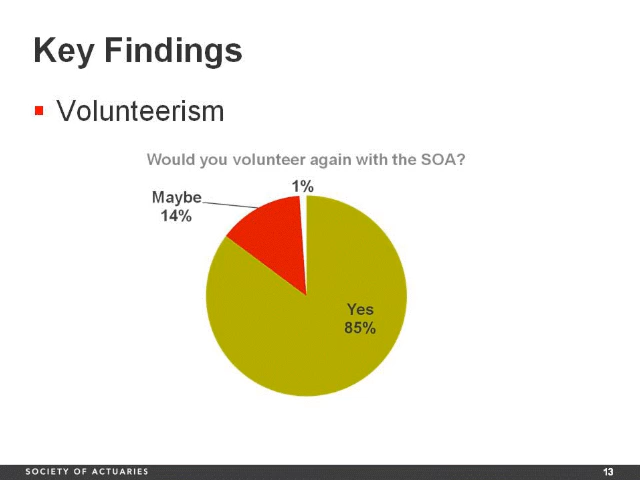 Key Findings
Volunteerism
Would you volunteer again with the SOA?
1%
Maybe
14%
Yes
85%
SOCIETY OF ACTUARIES
13